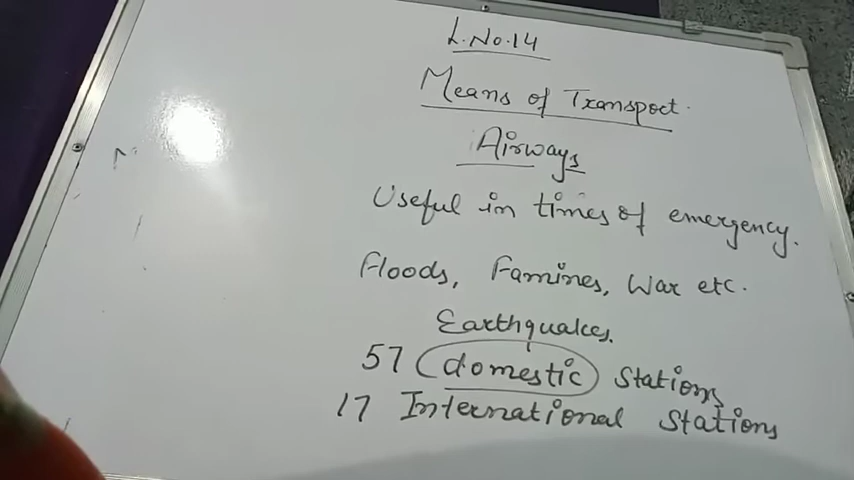 L.No.14
Means of Transport.
Airways
Useful in times of emergency.
Floods, Famines, War etc.
Earthquakes.
57 domestic Stations
17 International Stations